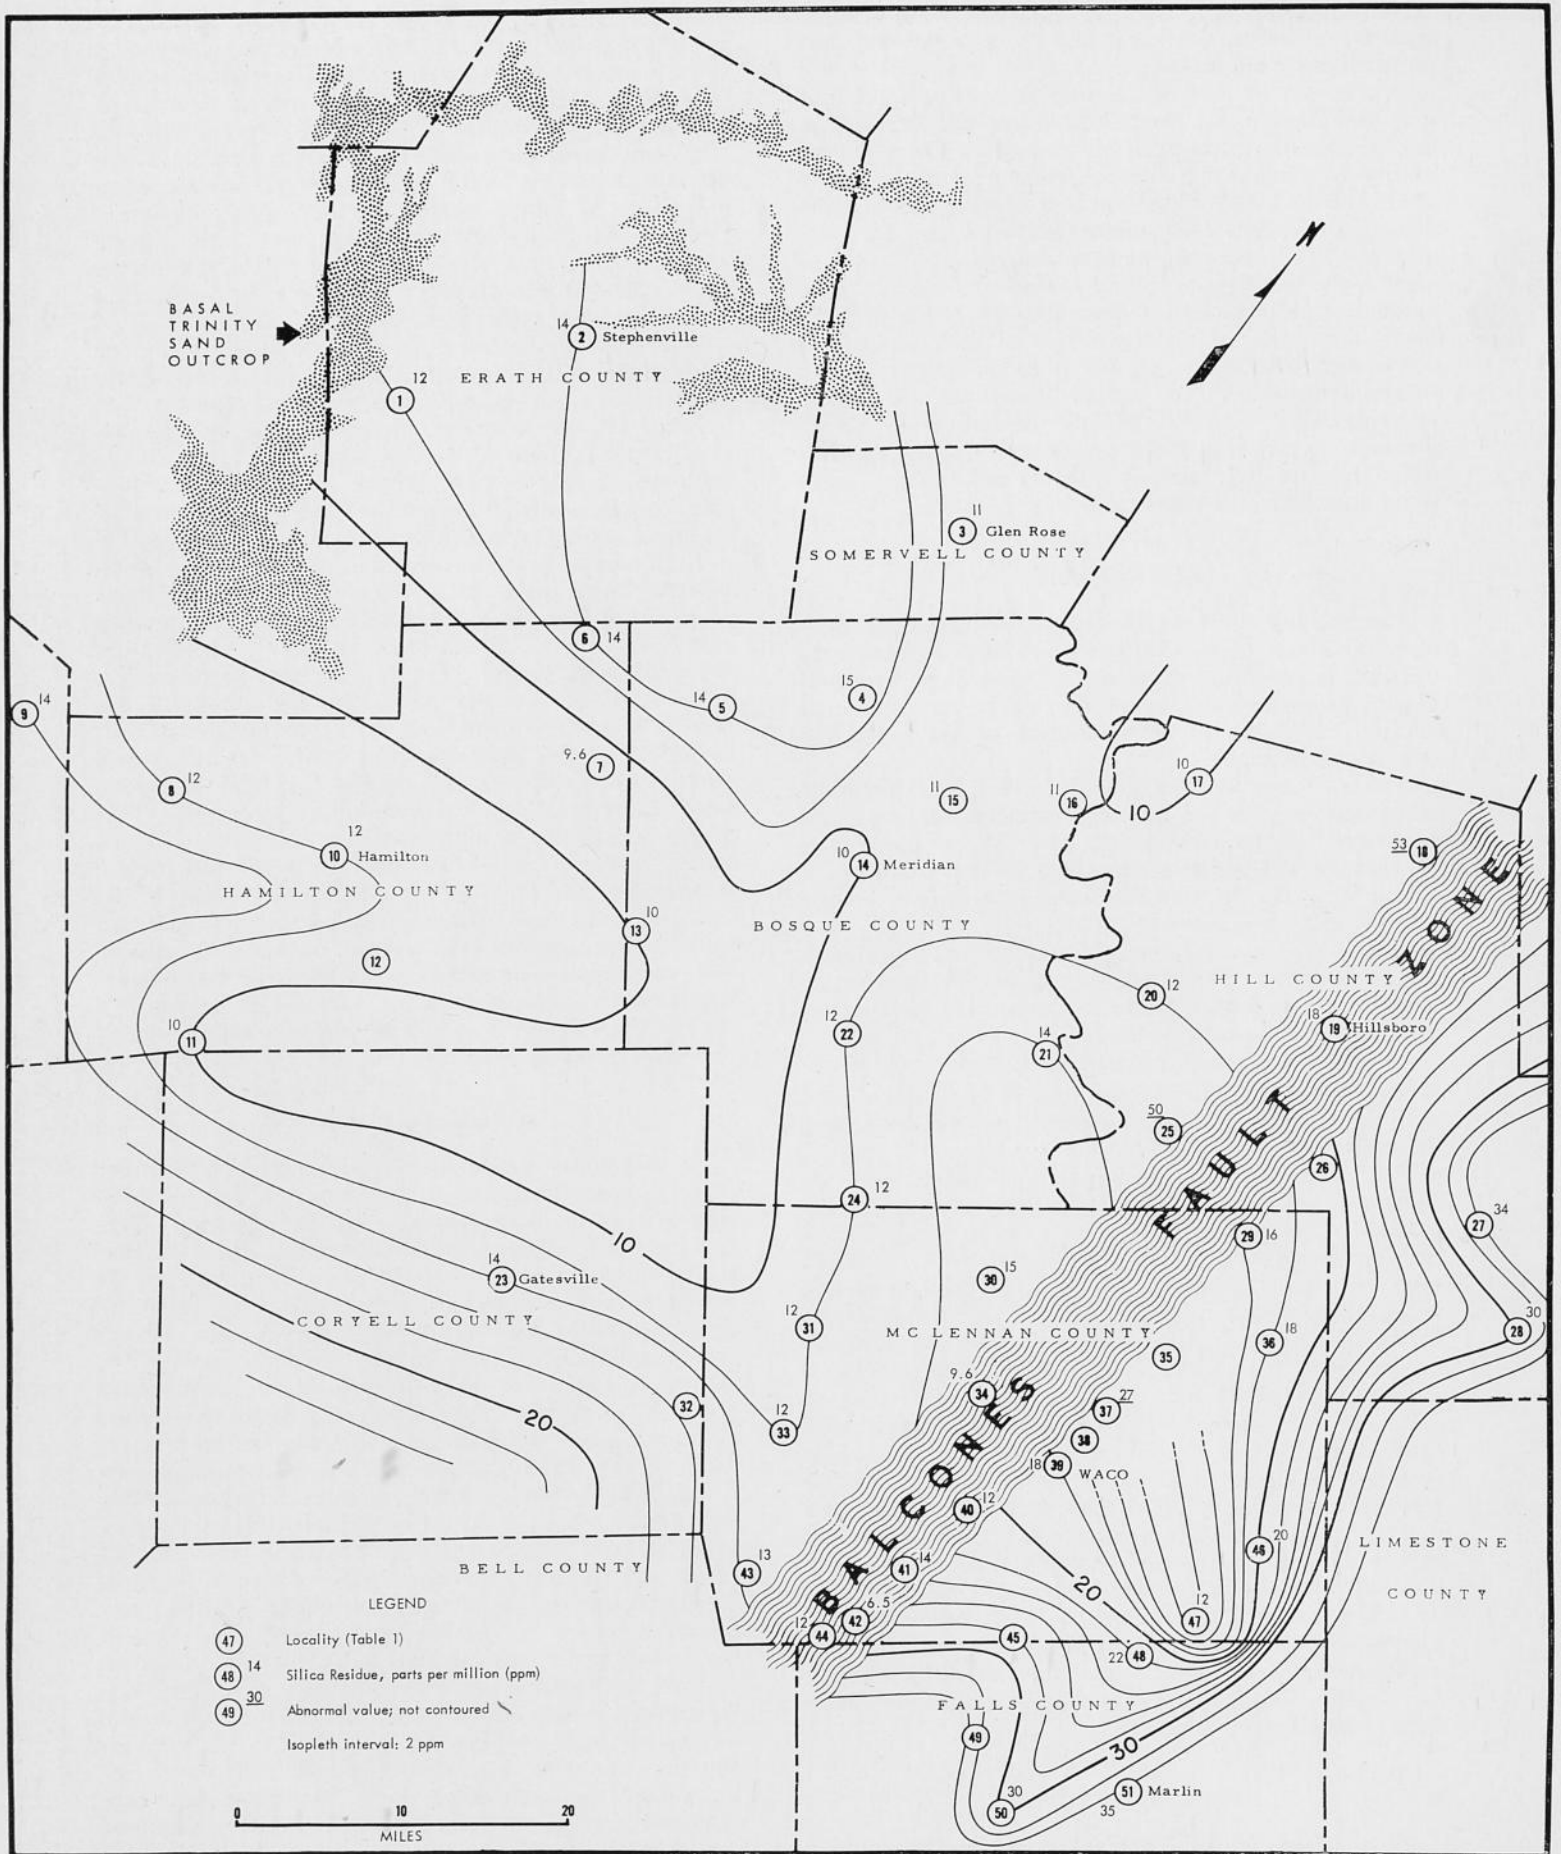 N
BASAL
TRINITY
SAND
OUTCROP
14
2 Stephenville
ERATH COUNTY
12
1
11
3 Glen Rose
SOMERVELL COUNTY
6 14
14
5
15
4
14
9
9.6
7
12
8
10
17
11
15
11
16
10
12
10 Hamilton
HAMILTON COUNTY
10
14 Meridian
53
18
10
13
BOSQUE COUNTY
12
HILL COUNTY
20 12
10
11
12
22
14
21
18
19 Hillsboro
50
25
26
24 12
34
27
29 16
10
14
23 Gatesville
15
30
CORYELL COUNTY
12
31
MC LENNAN COUNTY
36 18
30
28
35
9.6
34
32
20
12
33
27
37
38
18
39
WACO
BALCONES FAULT ZONE
40 12
20
46
LIMESTONE
COUNTY
BELL COUNTY
13
43
14
41
20
12
47
6.5
42
12
44
45
22
48
FALLS COUNTY
49
30
30
50
51 Marlin
35
LEGEND
47 Locality (Table 1)
48 14 Silica Residue, parts per million (ppm)
49 30 Abnormal value; not contoured
Isopleth interval: 2 ppm
0 10 20
MILES